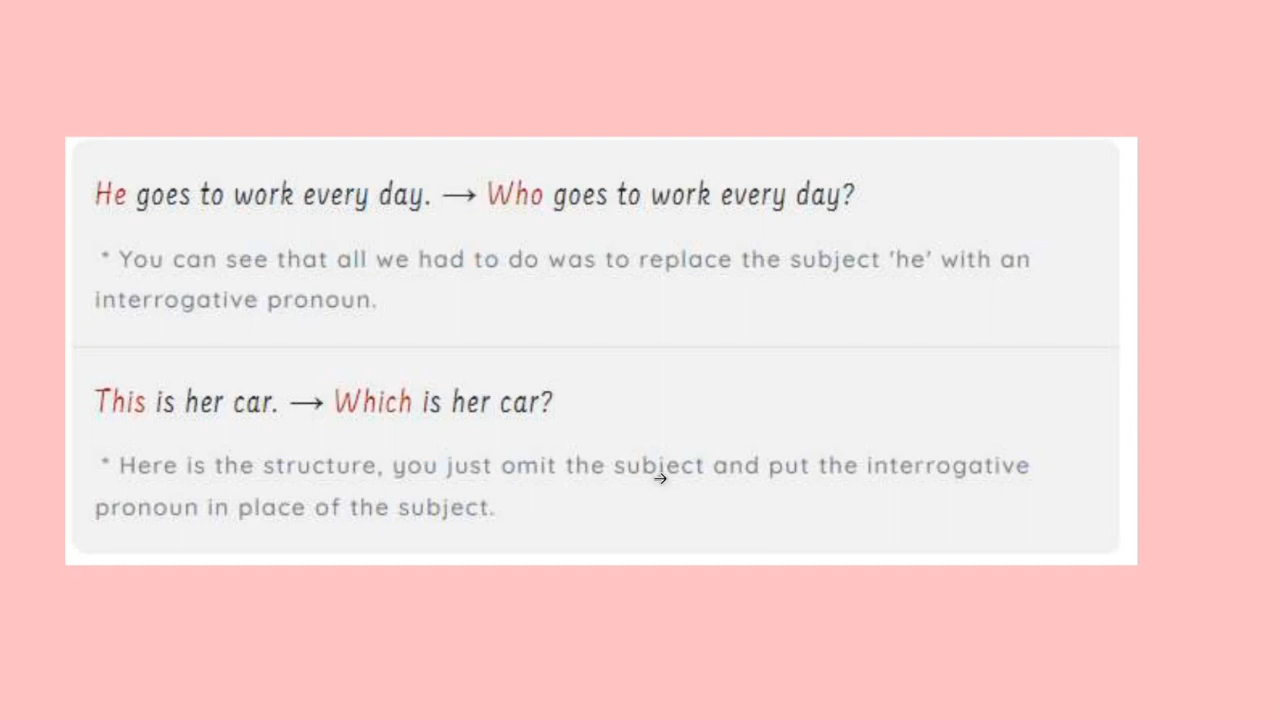 He goes to work every day. → Who goes to work every day?
* You can see that all we had to do was to replace the subject 'he' with an
interrogative pronoun.
This is her car. → Which is her car?
* Here is the structure, you just omit the subject and put the interrogative
pronoun in place of the subject.